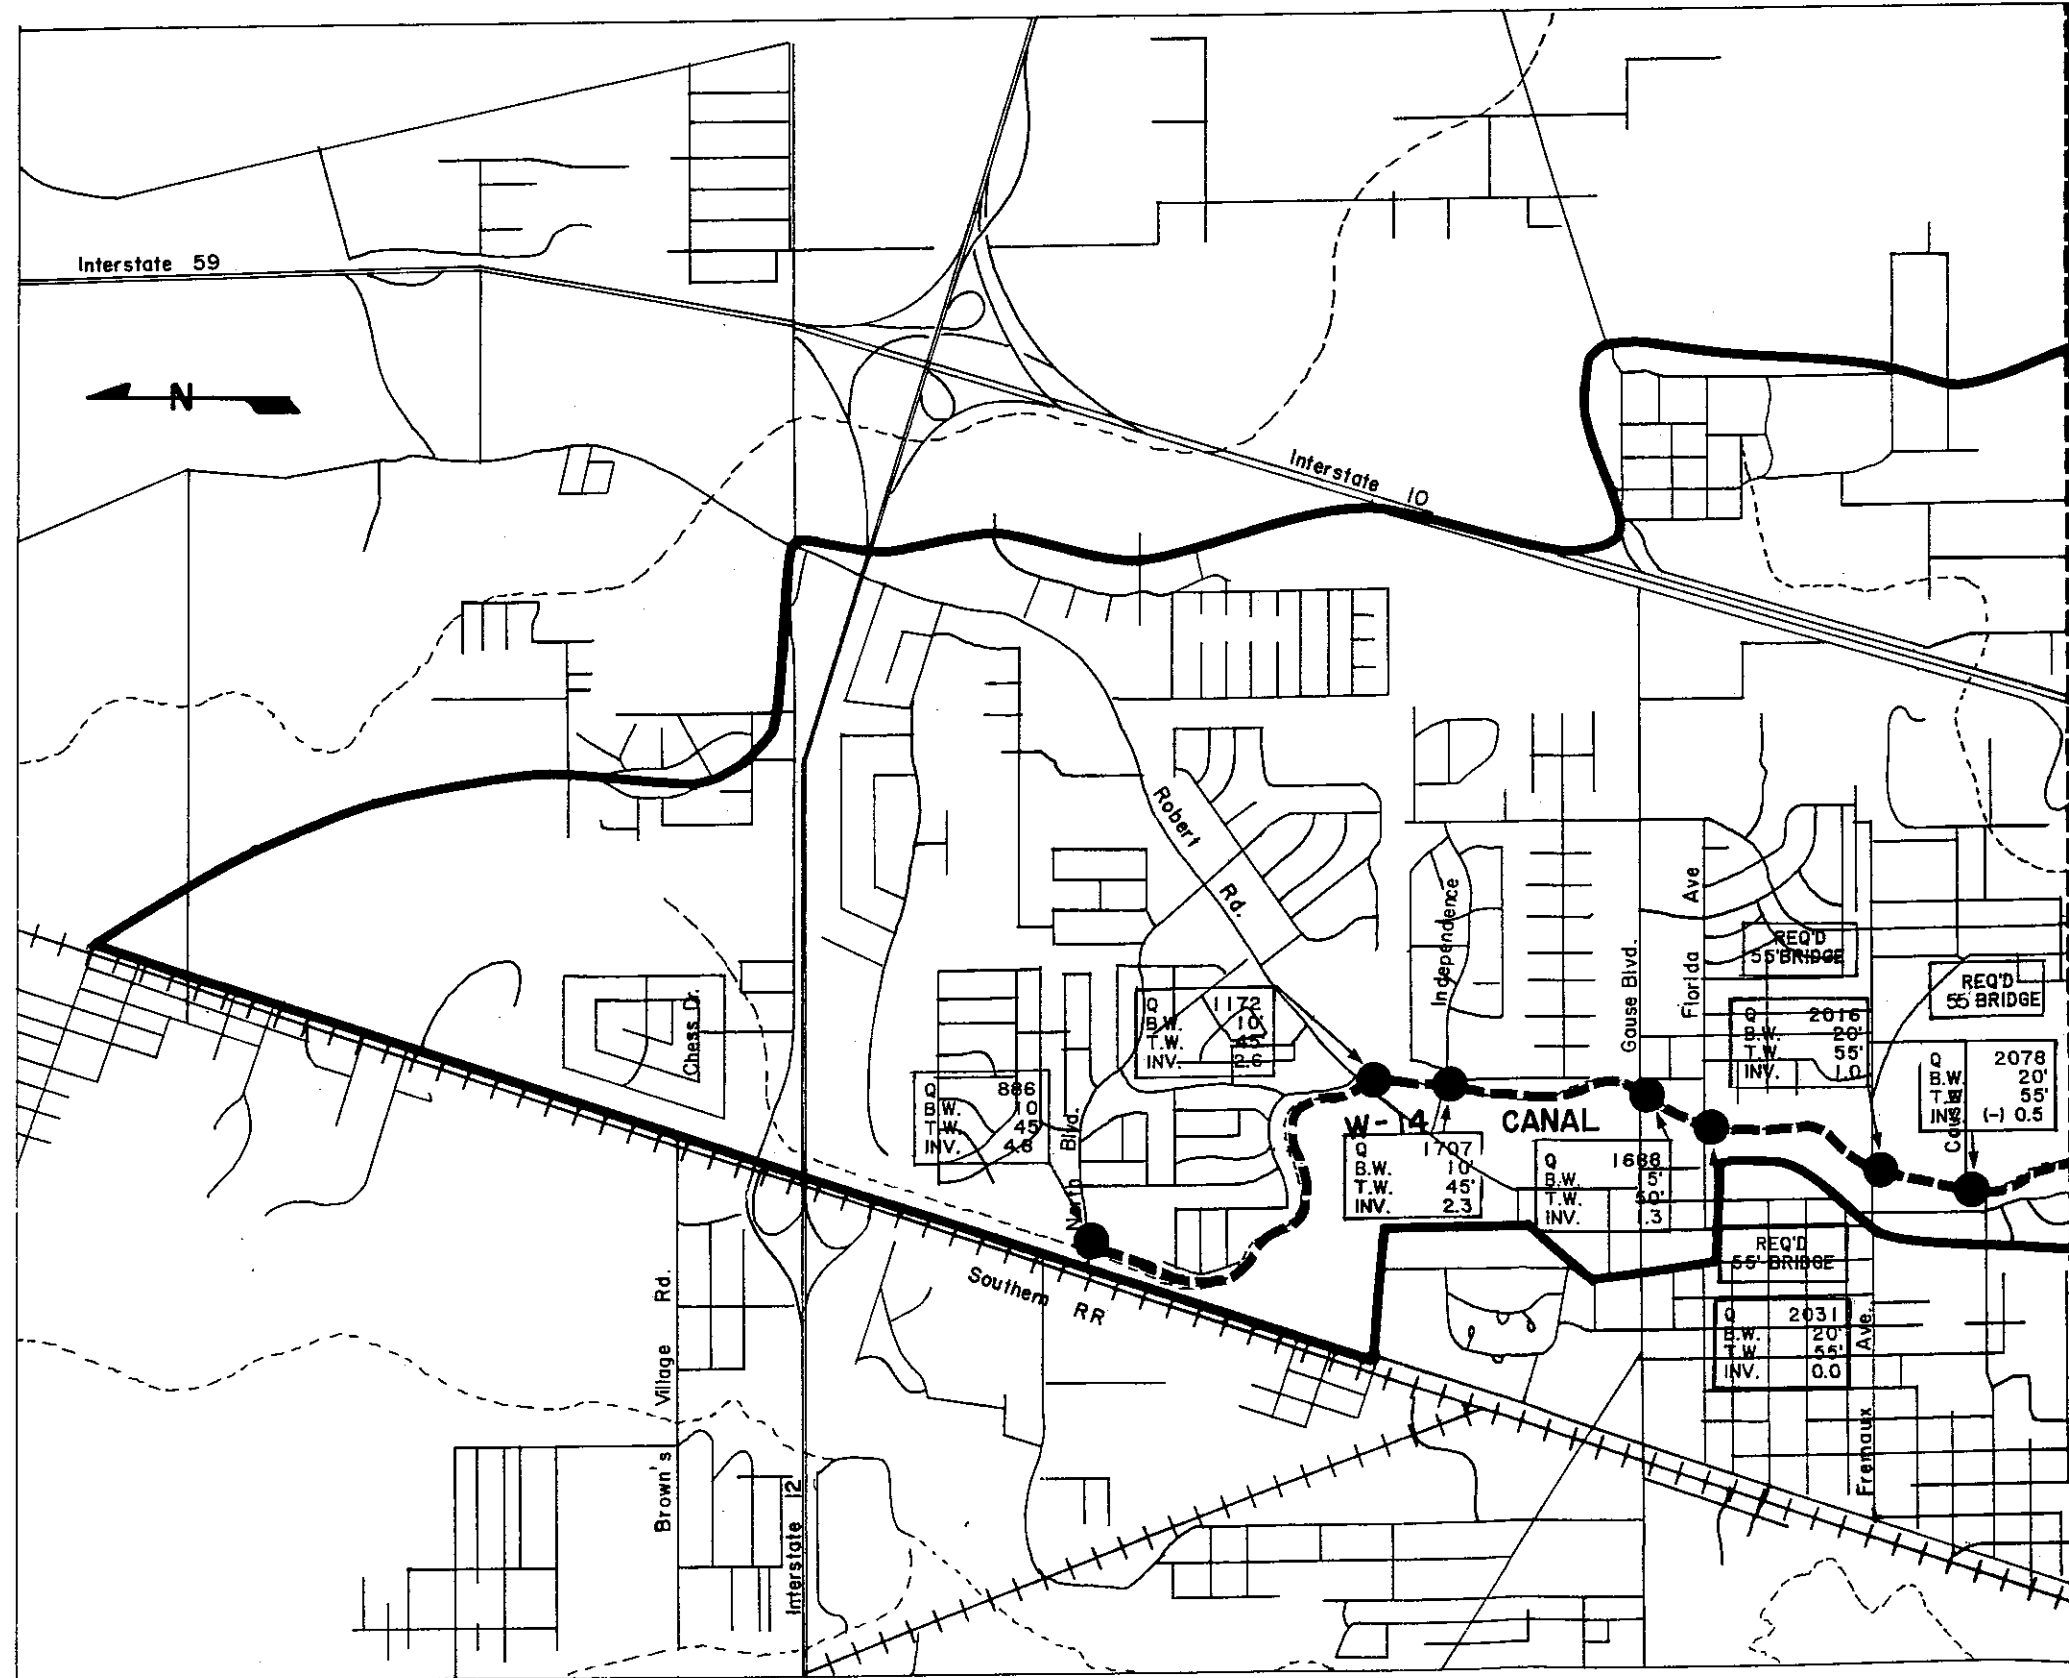 Interstate 59
N
Interstate 10
Robert Rd.
Independence
Gause Blvd.
Florida Ave
REQ'D
55' BRIDGE
REQ'D
55' BRIDGE
Chess Dr.
Q 1172
B.W. 10'
T.W. 45'
INV. 2.6
Q 2016
B.W. 20'
T.W. 55'
INV. 1.0
Q 2078
B.W. 20'
T.W. 55'
INV. (-) 0.5
Q 886
B.W. 10
T.W. 45
INV. 4.8
North Blvd.
W-4 CANAL
Q 1707
B.W. 10'
T.W. 45'
INV. 2.3
Q 1688
B.W. 5'
T.W. 50'
INV. 1.3
REQ'D
55' BRIDGE
Southern RR
Q 2031
B.W. 20'
T.W. 55'
INV. 0.0
Brown's Village Rd.
Interstate 12
Fremaux Ave.